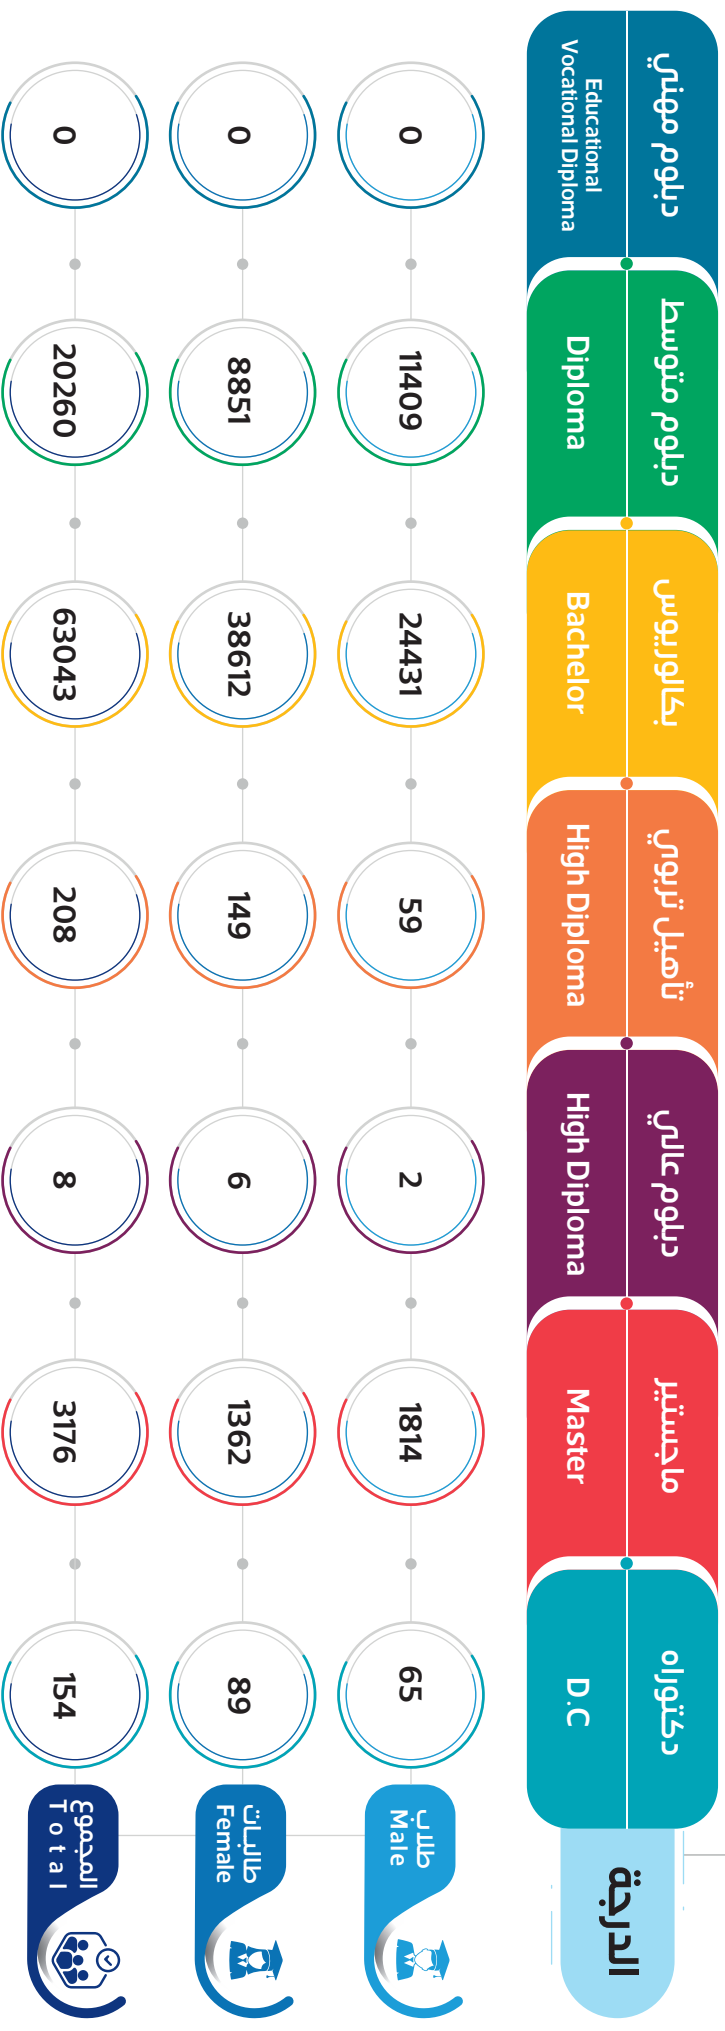 الدرجة
دكتوراه
D.C
ماجستير
Master
دبلوم عالي
High Diploma
تأهيل تربوي
High Diploma
بكالوريوس
Bachelor
دبلوم متوسط
Diploma
دبلوم مهني
Educational
Vocational Diploma
طلاب
Male
65
1814
2
59
24431
11409
0
طالبات
Female
89
1362
6
149
38612
8851
0
المجموع
Total
154
3176
8
208
63043
20260
0